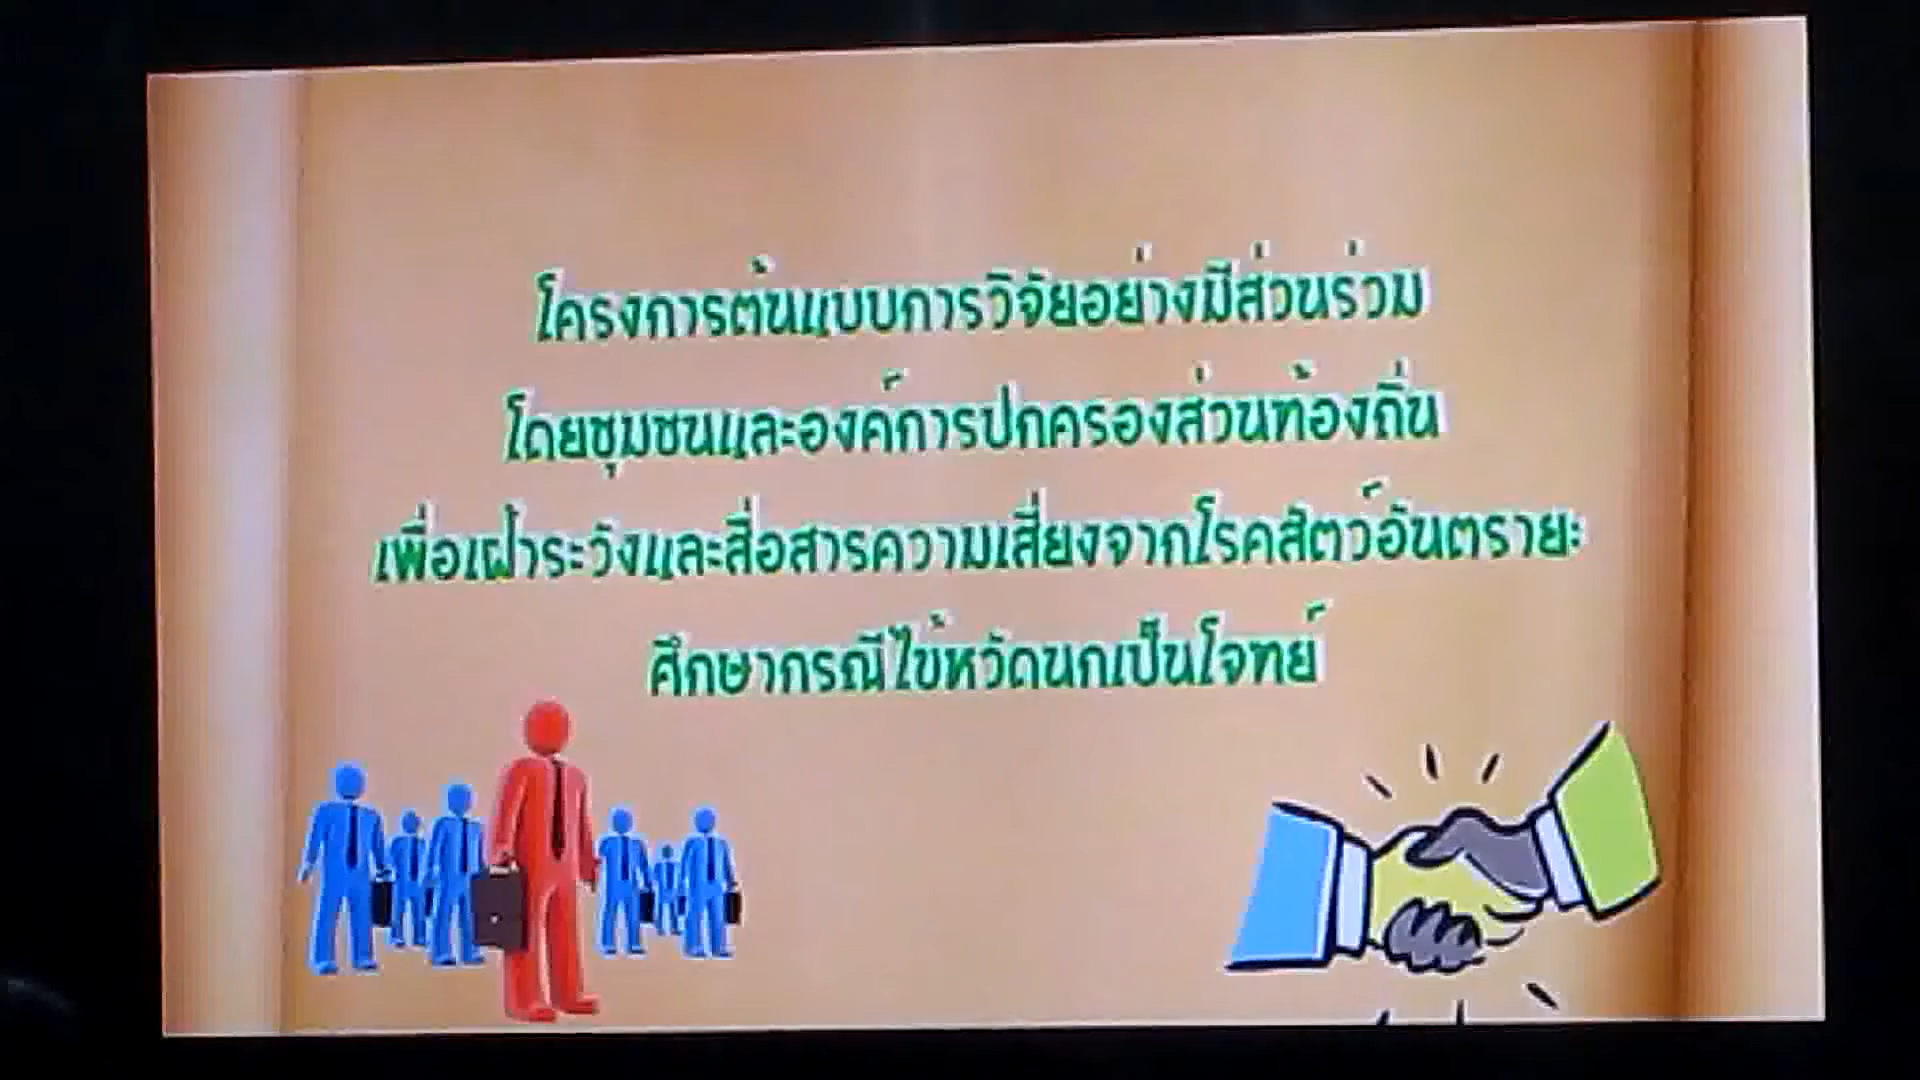 โครงการต้นแบบการวิจัยอย่างมีส่วนร่วม
โดยชุมชนและองค์การปกครองส่วนท้องถิ่น
เพื่อเฝ้าระวังและสื่อสารความเสี่ยงจากโรคสัตว์อันตรายะ
ศึกษากรณีไข้หวัดนกเป็นโจทย์